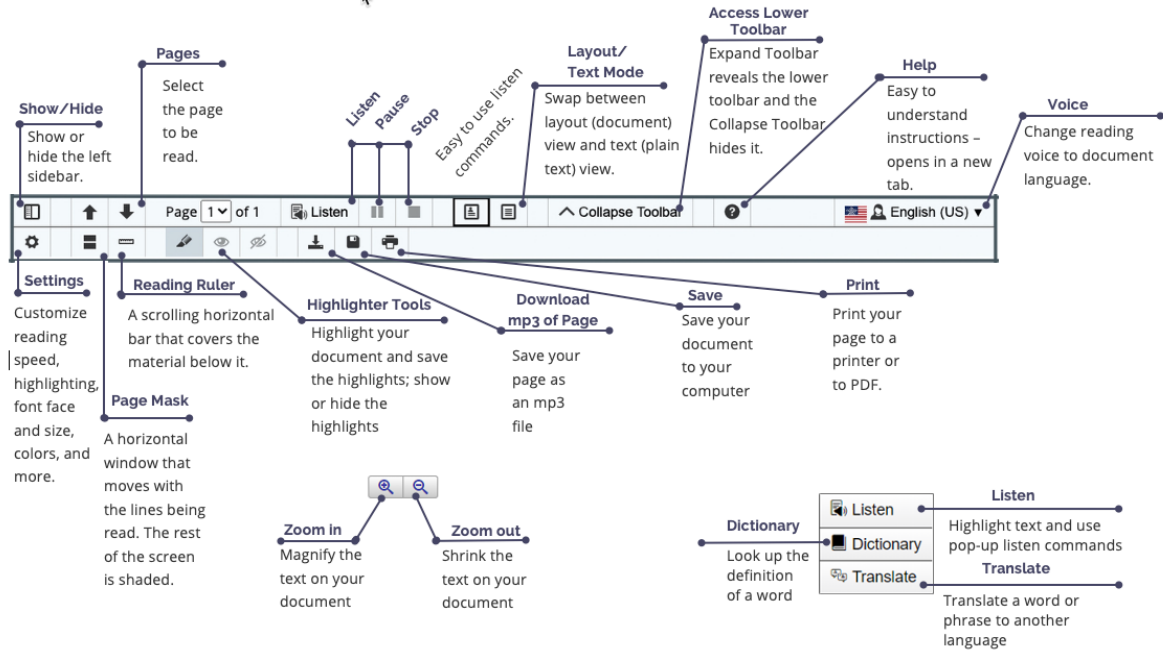 Show/Hide
Show or
hide the left
sidebar.
Pages
Select
the page
to be
read.
Listen
Pause
Stop
Easy to use listen
commands.
Layout/
Text Mode
Swap between
layout (document)
view and text (plain
text) view.
Access Lower
Toolbar
Expand Toolbar
reveals the lower
toolbar and the
Collapse Toolbar
hides it.
Help
Easy to
understand
instructions –
opens in a new
tab.
Voice
Change reading
voice to document
language.
Page 1 of 1 Listen Collapse Toolbar English (US)
Settings
Customize
reading
speed,
highlighting,
font face
and size,
colors, and
more.
Page Mask
A horizontal
window that
moves with
the lines being
read. The rest
of the screen
is shaded.
Reading Ruler
A scrolling horizontal
bar that covers the
material below it.
Highlighter Tools
Highlight your
document and save
the highlights; show
or hide the
highlights
Download
mp3 of Page
Save your
page as
an mp3
file
Save
Save your
document
to your
computer
Print
Print your
page to a
printer or
to PDF.
Zoom in
Magnify the
text on your
document
Zoom out
Shrink the
text on your
document
Dictionary
Look up the
definition
of a word
Listen
Dictionary
Translate
Listen
Highlight text and use
pop-up listen commands
Translate
Translate a word or
phrase to another
language